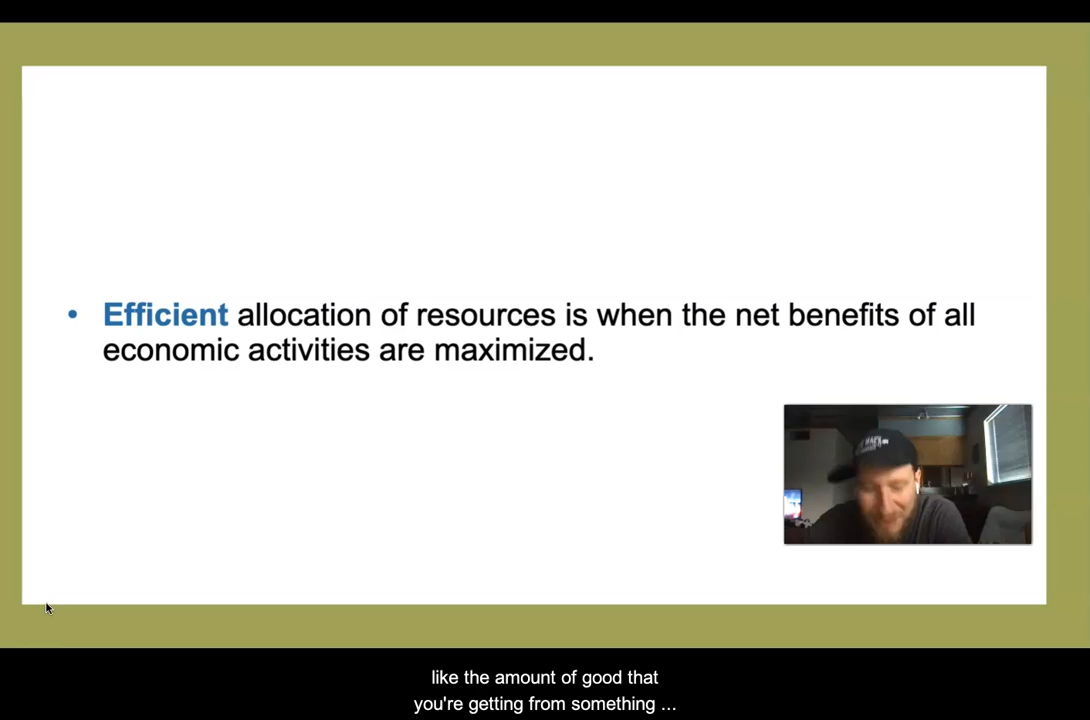 • Efficient allocation of resources is when the net benefits of all
economic activities are maximized.
like the amount of good that
you're getting from something ...